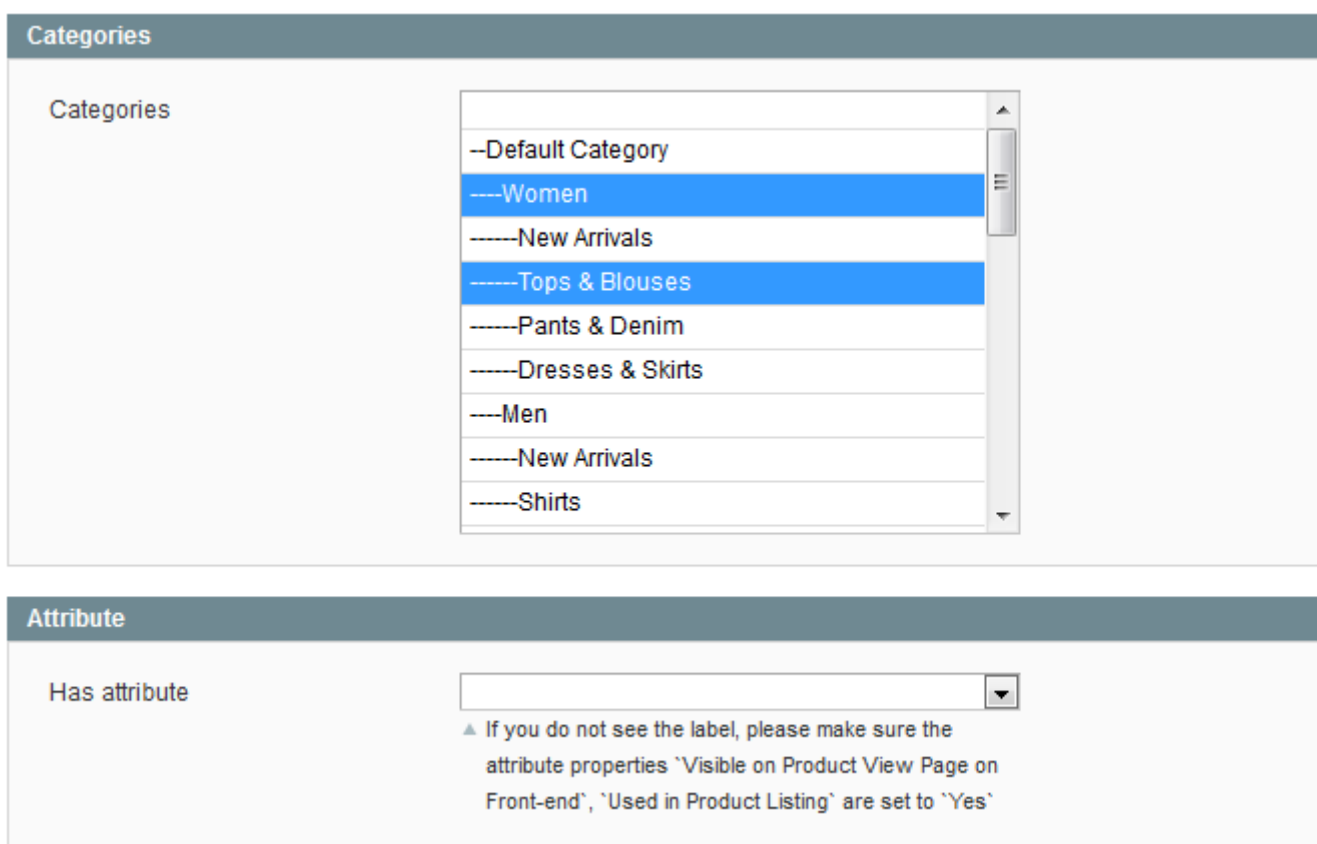 Categories
Categories
--Default Category
----Women
------New Arrivals
------Tops & Blouses
------Pants & Denim
------Dresses & Skirts
----Men
------New Arrivals
------Shirts
Attribute
Has attribute
If you do not see the label, please make sure the
attribute properties `Visible on Product View Page on
Front-end`, `Used in Product Listing` are set to `Yes`